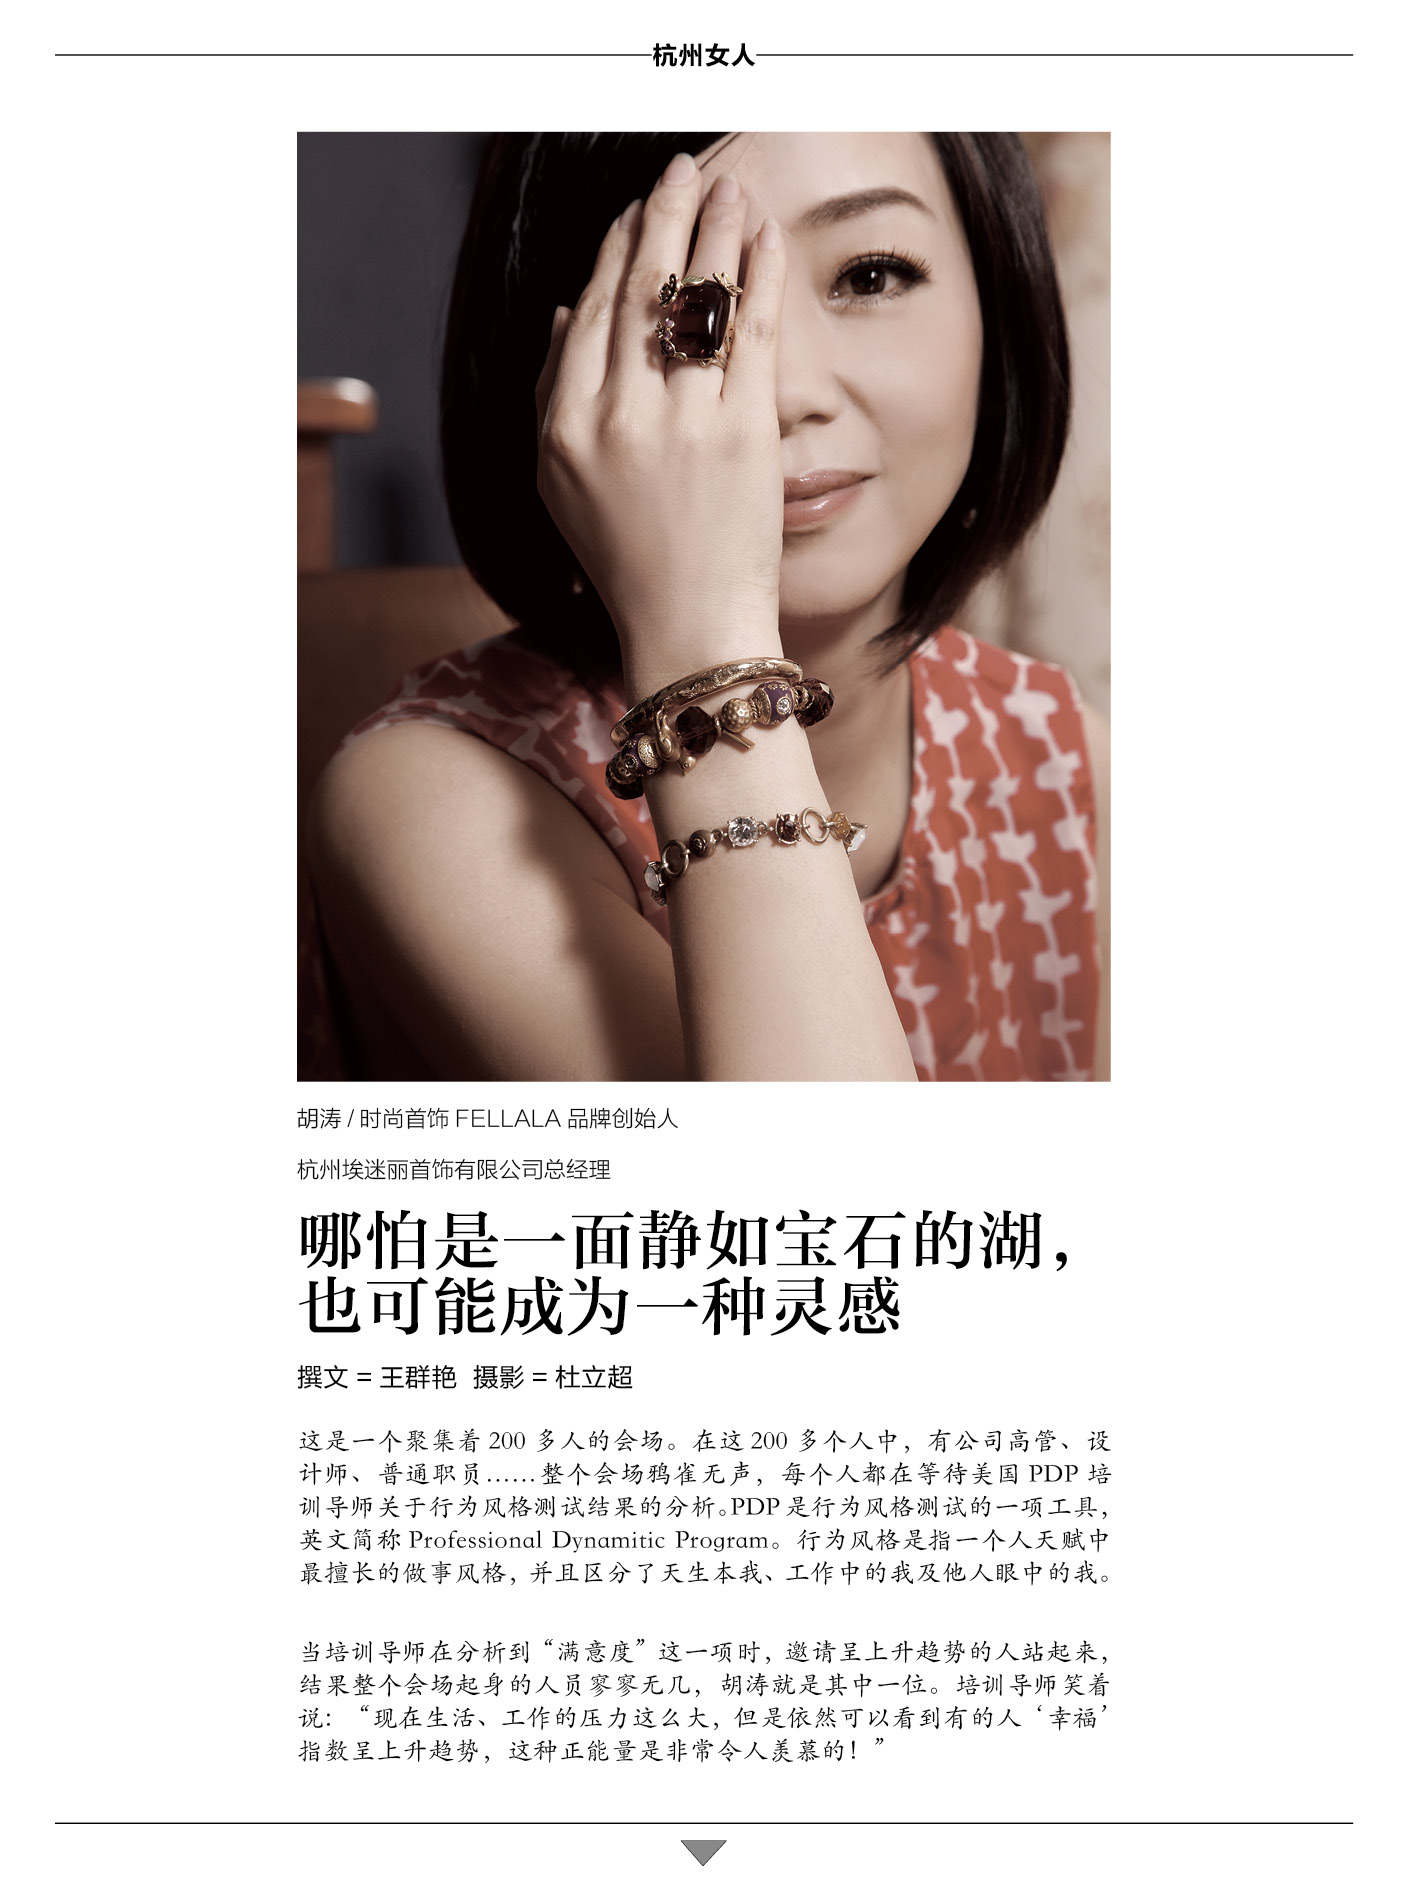 杭州女人
胡涛 / 时尚首饰 FELLALA 品牌创始人
杭州埃迷丽首饰有限公司总经理
哪怕是一面静如宝石的湖，
也可能成为一种灵感
撰文 = 王群艳 摄影 = 杜立超
这是一个聚集着 200 多人的会场。在这 200 多个人中，有公司高管、设
计师、普通职员……整个会场鸦雀无声，每个人都在等待美国 PDP 培
训导师关于行为风格测试结果的分析。PDP 是行为风格测试的一项工具，
英文简称 Professional Dynamitic Program。行为风格是指一个人天赋中
最擅长的做事风格，并且区分了天生本我、工作中的我及他人眼中的我。
当培训导师在分析到“满意度”这一项时，邀请呈上升趋势的人站起来，
结果整个会场起身的人员寥寥无几，胡涛就是其中一位。培训导师笑着
说：“现在生活、工作的压力这么大，但是依然可以看到有的人‘幸福’
指数呈上升趋势，这种正能量是非常令人羡慕的！”